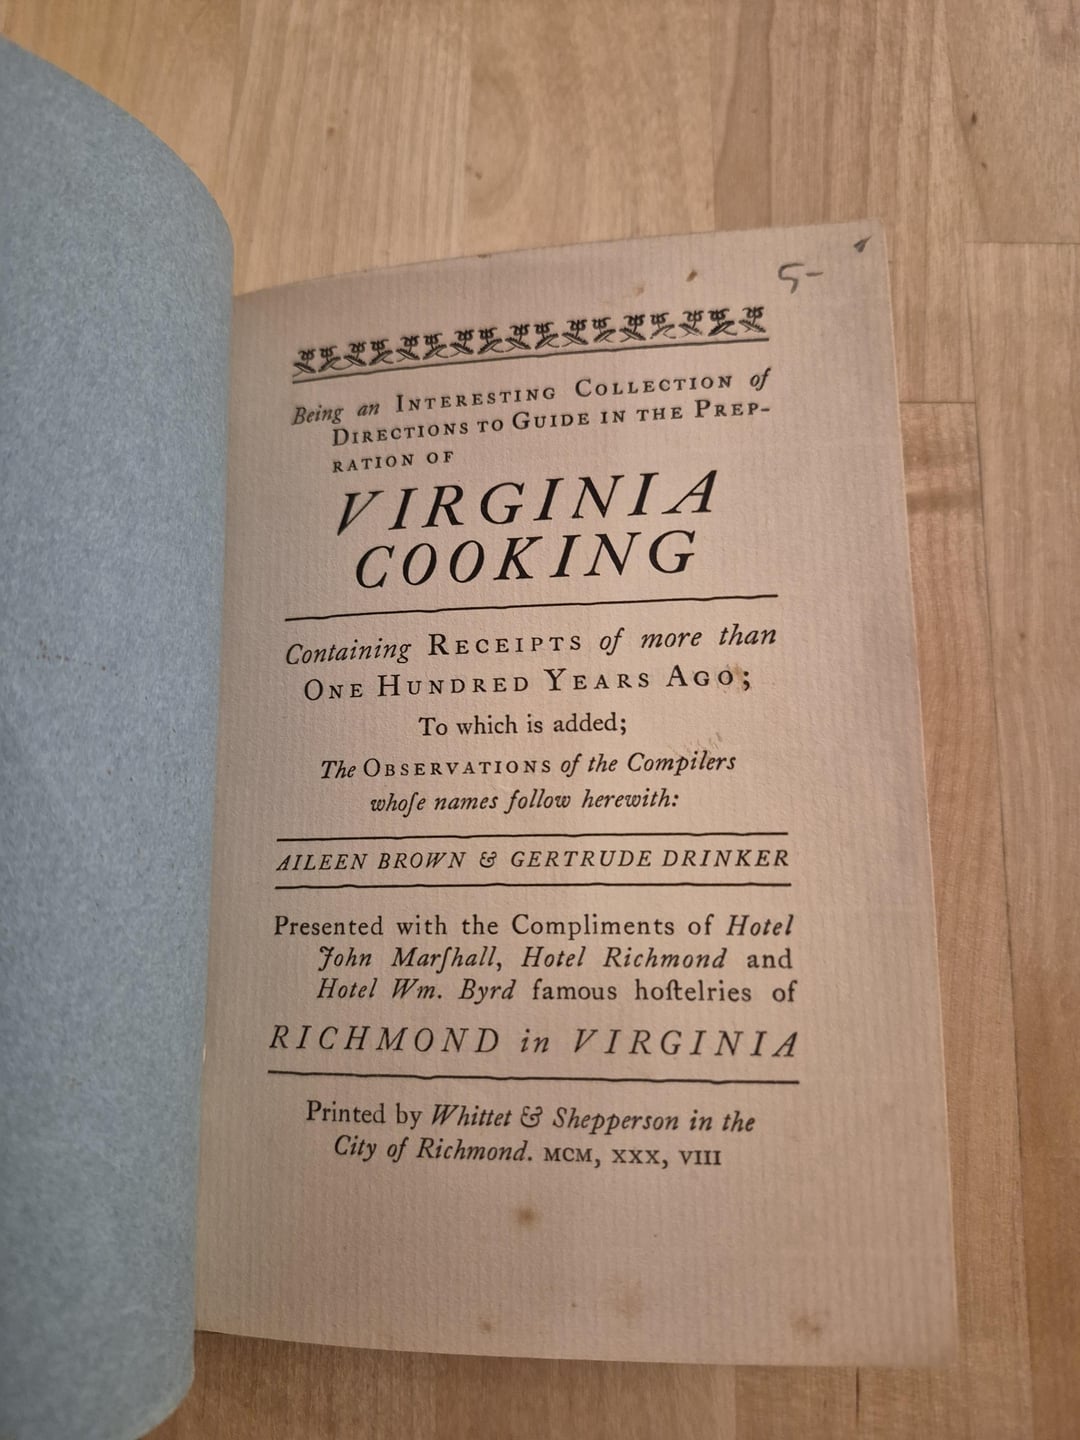 5-
Being an INTERESTING COLLECTION of
DIRECTIONS TO GUIDE IN THE PREP-
RATION OF
VIRGINIA
COOKING
Containing RECEIPTS of more than
ONE HUNDRED YEARS AGO;
To which is added;
The OBSERVATIONS of the Compilers
whoſe names follow herewith:
AILEEN BROWN & GERTRUDE DRINKER
Presented with the Compliments of Hotel
John Marſhall, Hotel Richmond and
Hotel Wm. Byrd famous hoſtelries of
RICHMOND in VIRGINIA
Printed by Whittet & Shepperson in the
City of Richmond. MCM, XXX, VIII